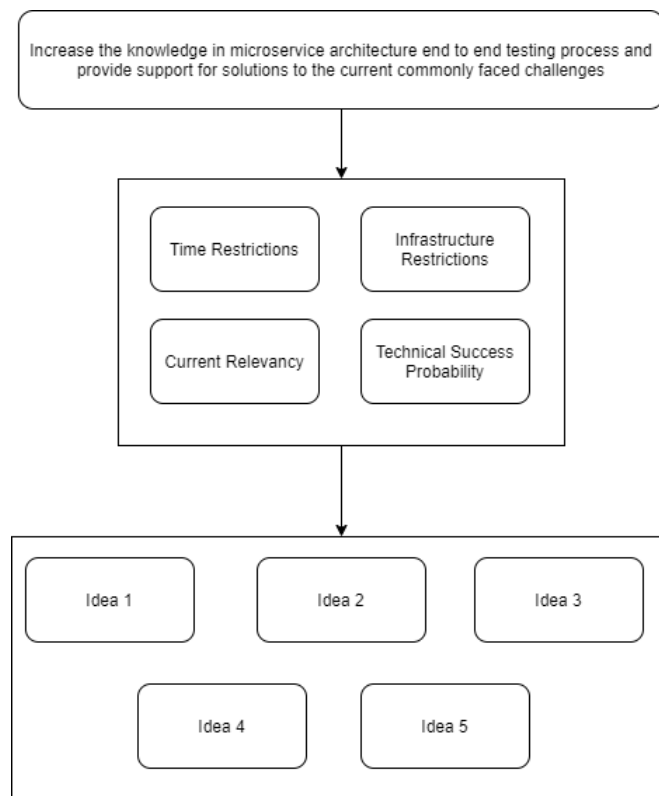 Increase the knowledge in microservice architecture end to end testing process and
provide support for solutions to the current commonly faced challenges
Time Restrictions
Infrastructure
Restrictions
Current Relevancy
Technical Success
Probability
Idea 1
Idea 2
Idea 3
Idea 4
Idea 5